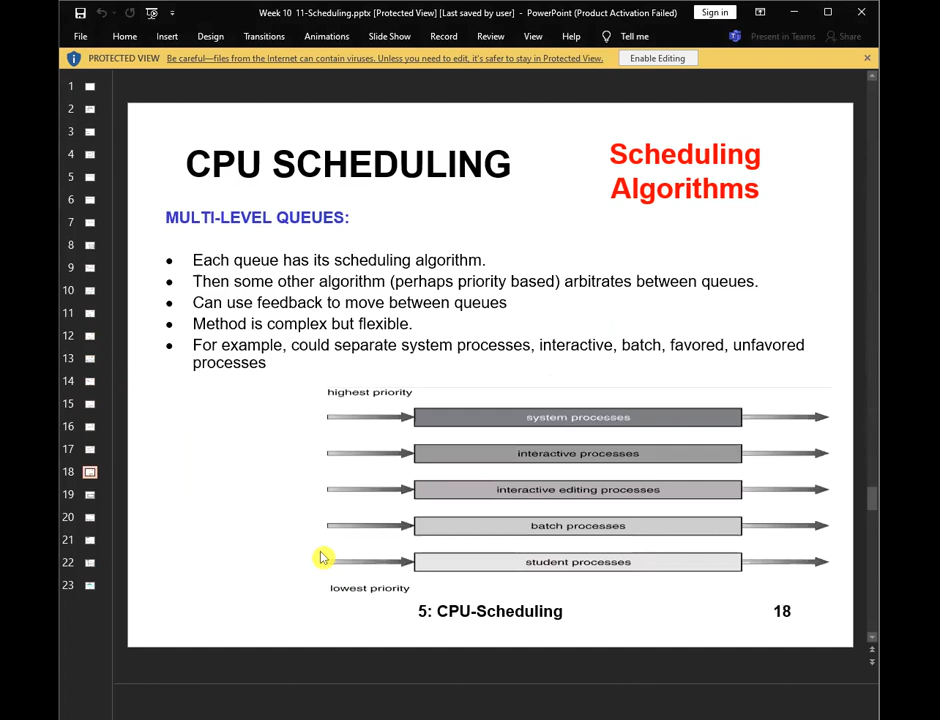 Week 10 11-Scheduling.pptx [Protected View] [Last saved by user] - PowerPoint (Product Activation Failed)
Sign in
File Home Insert Design Transitions Animations Slide Show Record Review View Help Tell me Present in Teams Share
PROTECTED VIEW Be careful—files from the Internet can contain viruses. Unless you need to edit, it's safer to stay in Protected View. Enable Editing
1
2
3
4
5
6
7
8
9
10
11
12
13
14
15
16
17
18
19
20
21
22
23
CPU SCHEDULING
Scheduling
Algorithms
MULTI-LEVEL QUEUES:
• Each queue has its scheduling algorithm.
• Then some other algorithm (perhaps priority based) arbitrates between queues.
• Can use feedback to move between queues
• Method is complex but flexible.
• For example, could separate system processes, interactive, batch, favored, unfavored
processes
highest priority
system processes
interactive processes
interactive editing processes
batch processes
student processes
lowest priority
5: CPU-Scheduling 18